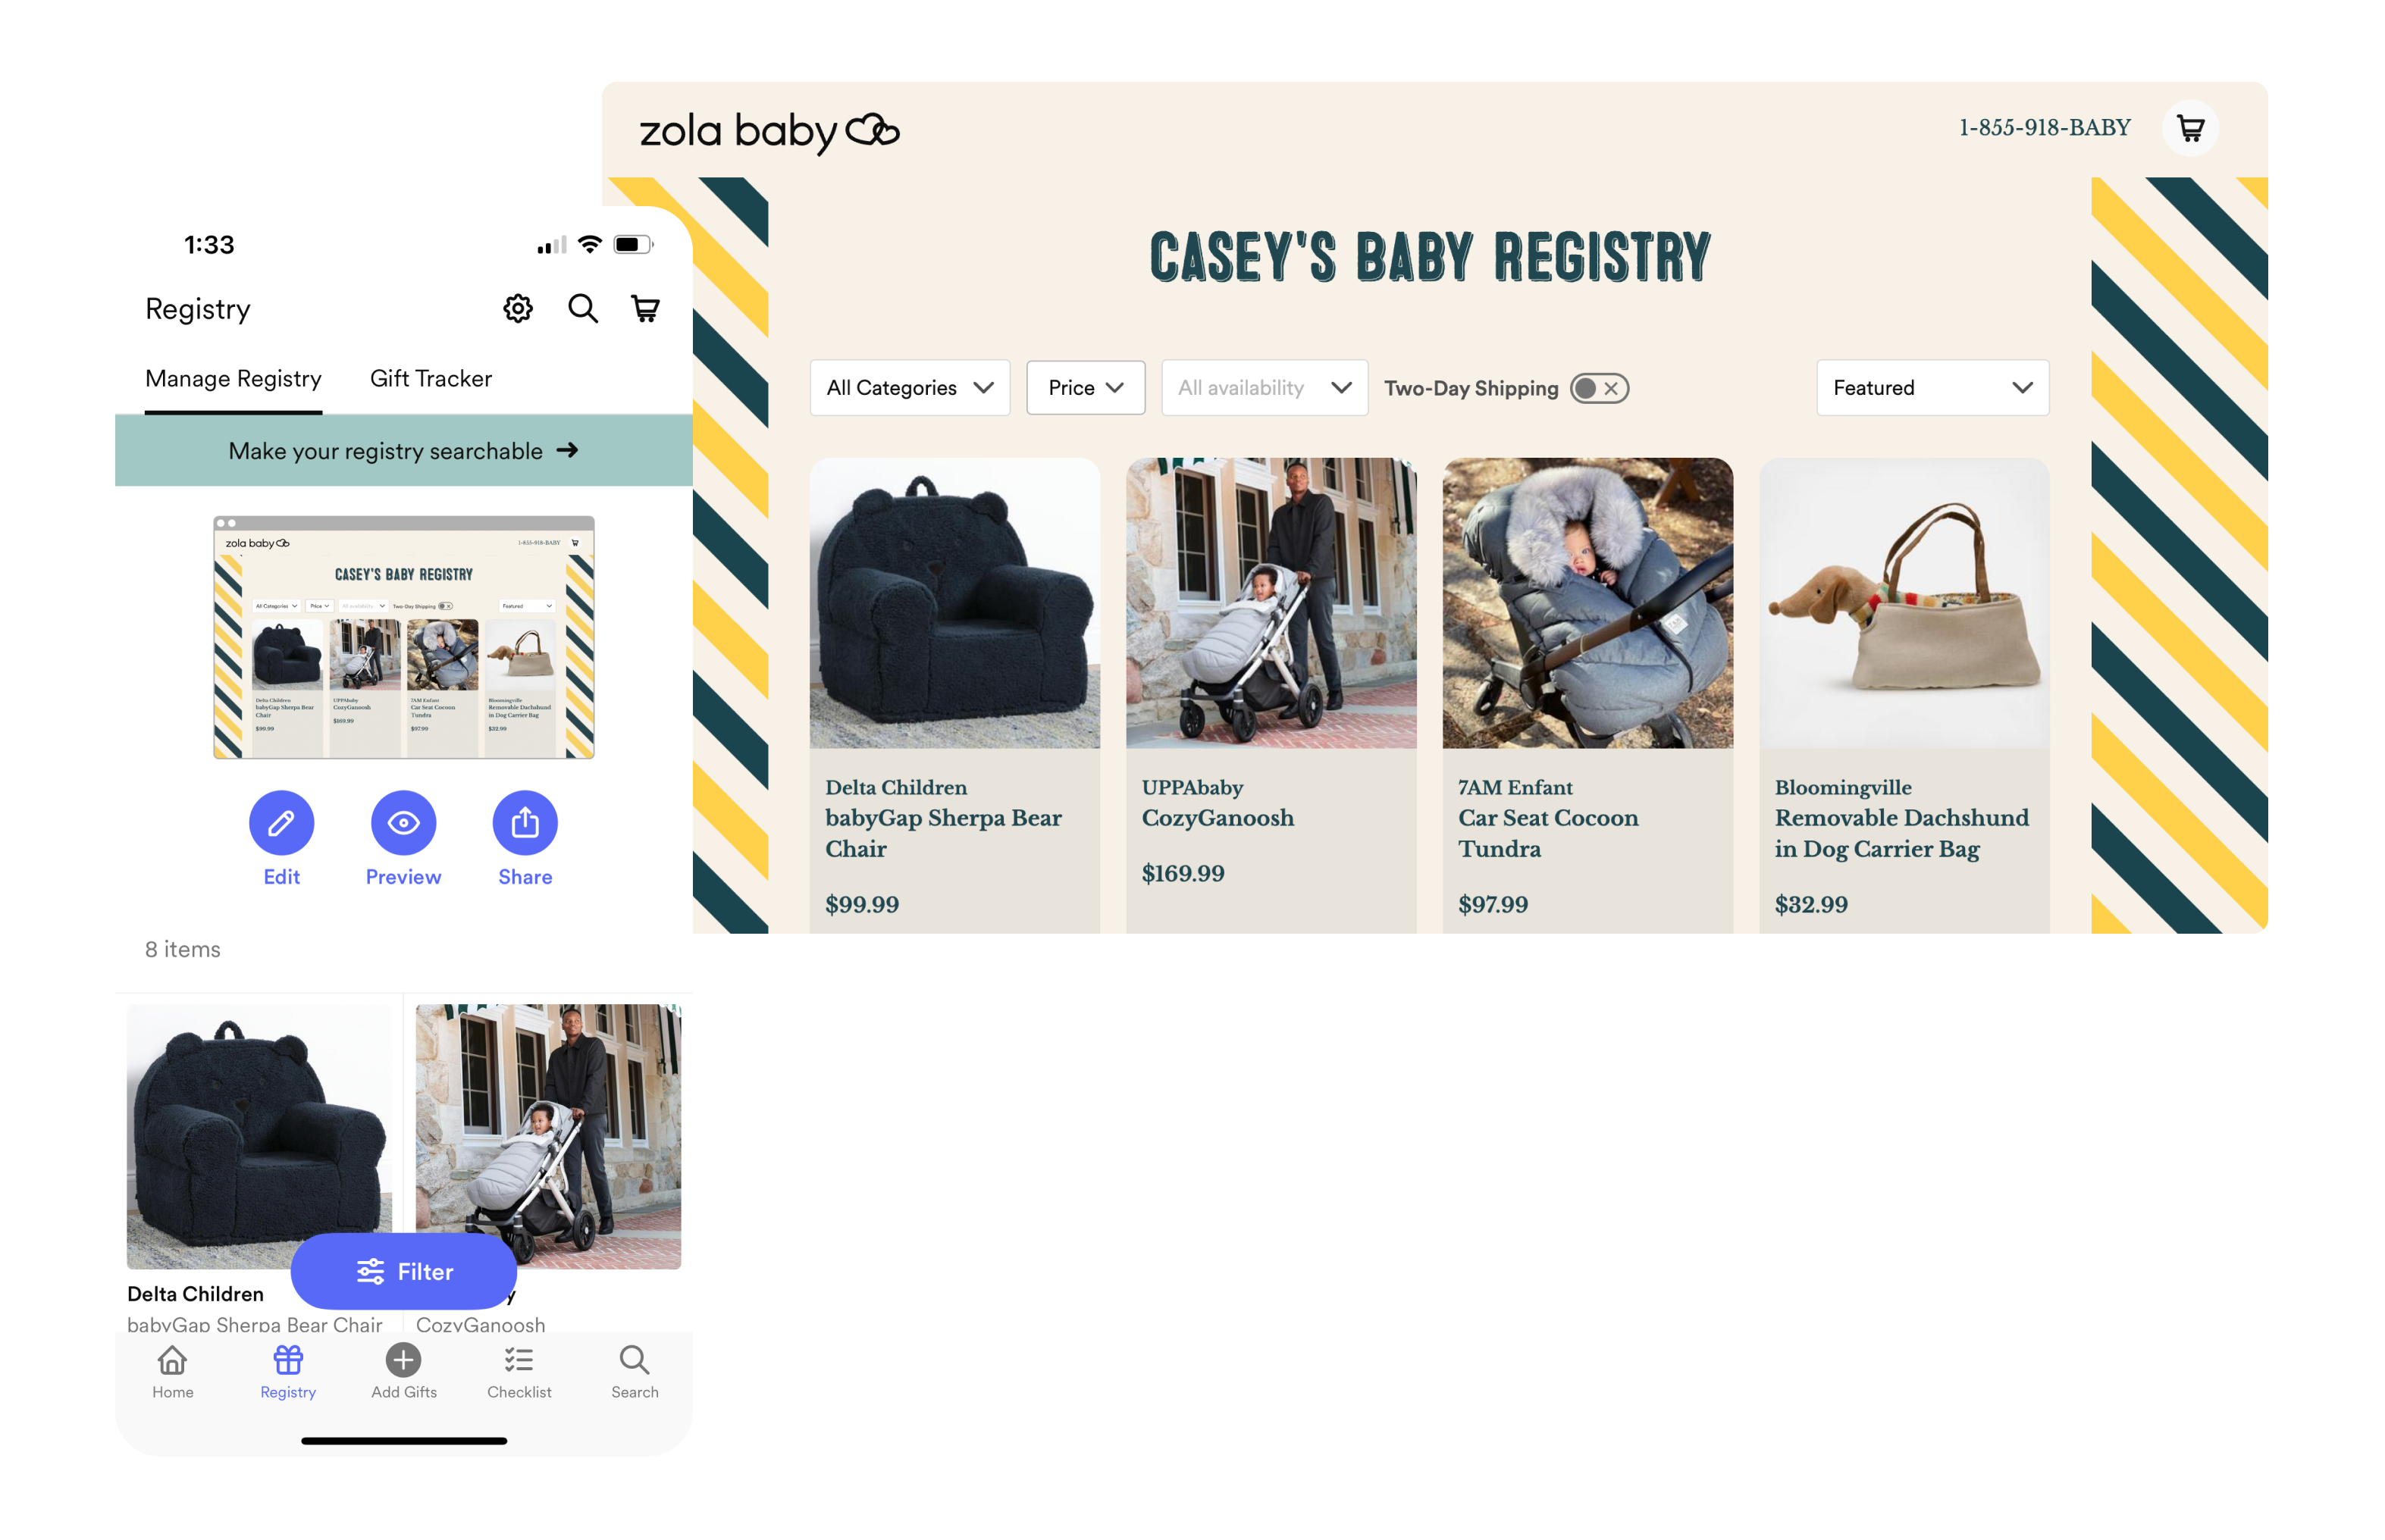 zola baby
1-855-918-BABY
CASEY'S BABY REGISTRY
All Categories
Price
All availability
Two-Day Shipping
Featured
Delta Children
babyGap Sherpa Bear
Chair
$99.99
UPPAbaby
CozyGanoosh
$169.99
7AM Enfant
Car Seat Cocoon
Tundra
$97.99
Bloomingville
Removable Dachshund
in Dog Carrier Bag
$32.99
1:33
Registry
Manage Registry
Gift Tracker
Make your registry searchable
zola baby
1-855-918-BABY
CASEY'S BABY REGISTRY
All Categories
Price
All availability
Two-Day Shipping
Featured
Delta Children
babyGap Sherpa Bear
Chair
$99.99
UPPAbaby
CozyGanoosh
$169.99
7AM Enfant
Car Seat Cocoon
Tundra
$97.99
Bloomingville
Removable Dachshund
in Dog Carrier Bag
$32.99
Edit
Preview
Share
8 items
Filter
Delta Children
babyGap Sherpa Bear Chair
CozyGanoosh
Home
Registry
Add Gifts
Checklist
Search